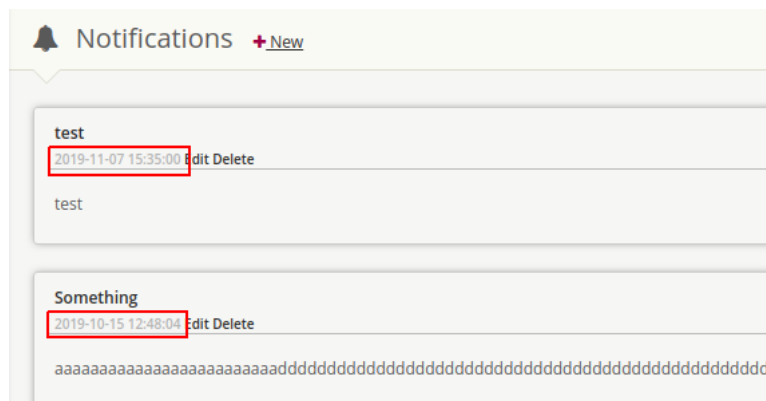 Notifications + New
test
2019-11-07 15:35:00 Edit Delete
test
Something
2019-10-15 12:48:04 Edit Delete